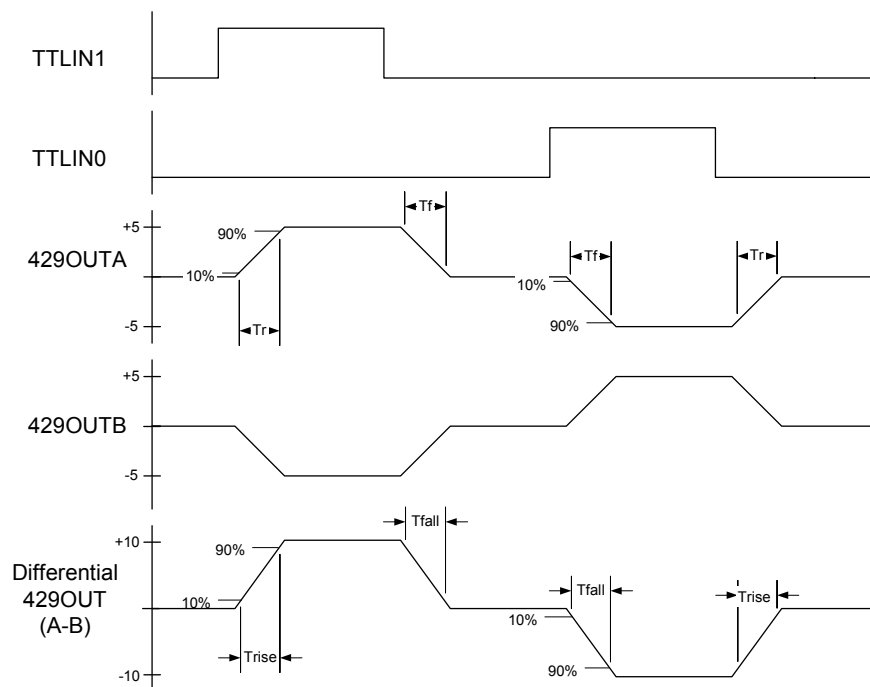 TTLIN1
TTLIN0
+5
90%
429OUTA
10%
-5
Tr
Tf
Tf
10%
90%
Tr
+5
429OUTB
-5
+10
90%
Differential
429OUT
(A-B)
10%
-10
Trise
Tfall
Tfall
10%
90%
Trise